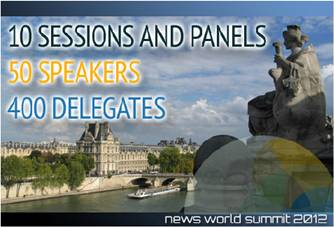 10 SESSIONS AND PANELS
50 SPEAKERS
400 DELEGATES
news world summit 2012